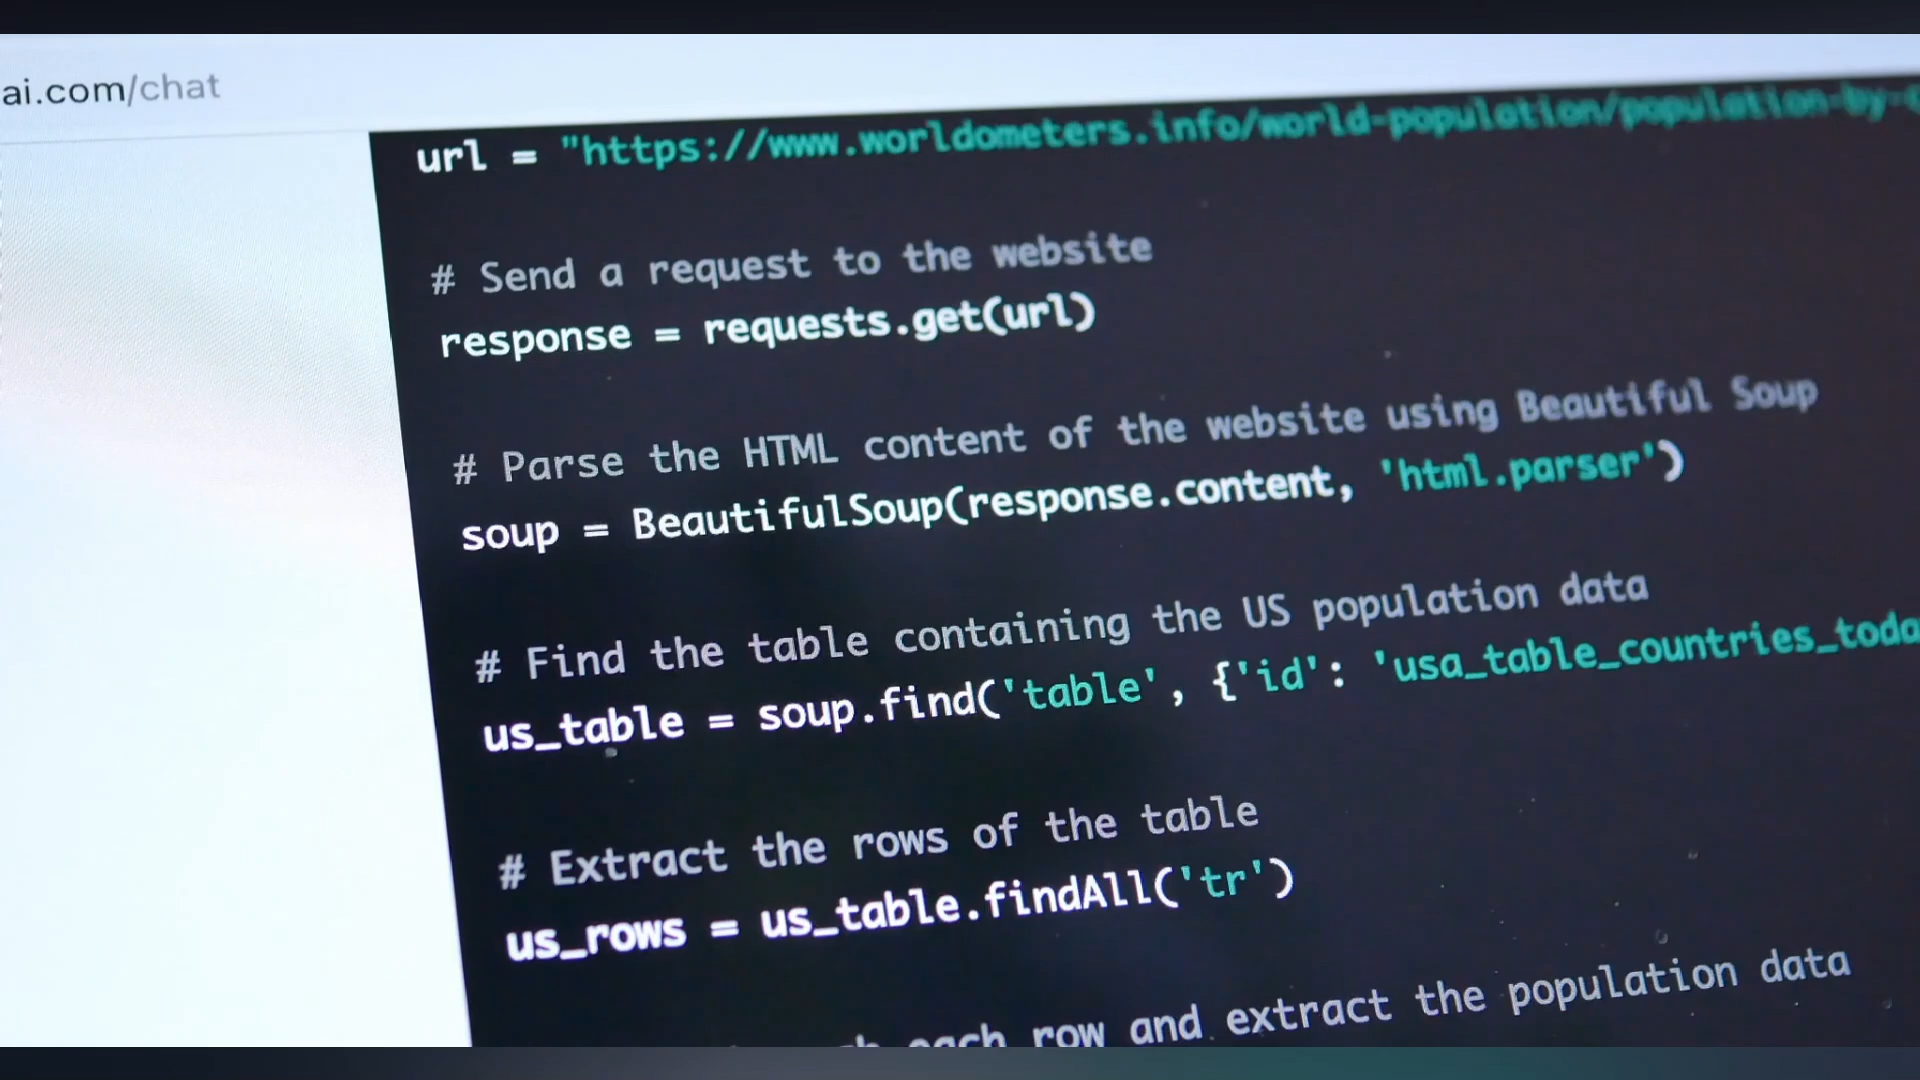 ai.com/chat
url = "https://www.worldometers.info/world-population/population-by-
# Send a request to the website
response = requests.get(url)
# Parse the HTML content of the website using Beautiful Soup
soup = BeautifulSoup(response.content, 'html.parser')
# Find the table containing the US population data
us_table = soup.find('table', {'id': 'usa_table_countries_toda
# Extract the rows of the table
us_rows = us_table.findAll('tr')
each row and extract the population data